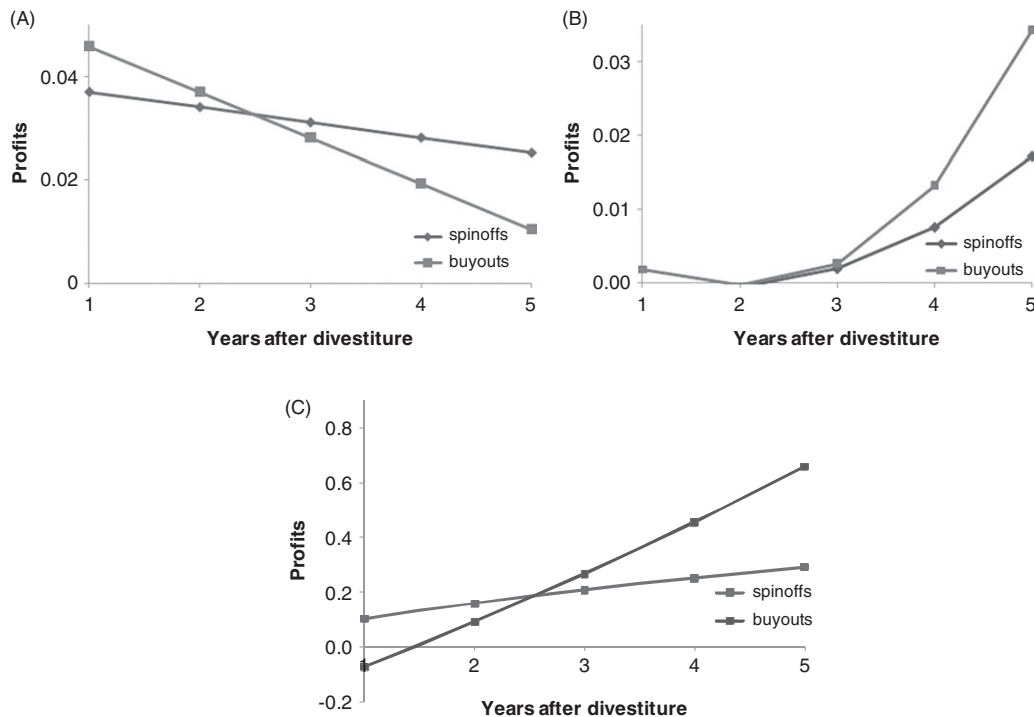 (A)
0.04
0.02
0
Profits
spinoffs
buyouts
1 2 3 4 5
Years after divestiture
(B)
0.03
0.02
0.01
0.00
Profits
spinoffs
buyouts
1 2 3 4 5
Years after divestiture
(C)
0.8
0.6
0.4
0.2
0.0
-0.2
Profits
spinoffs
buyouts
1 2 3 4 5
Years after divestiture